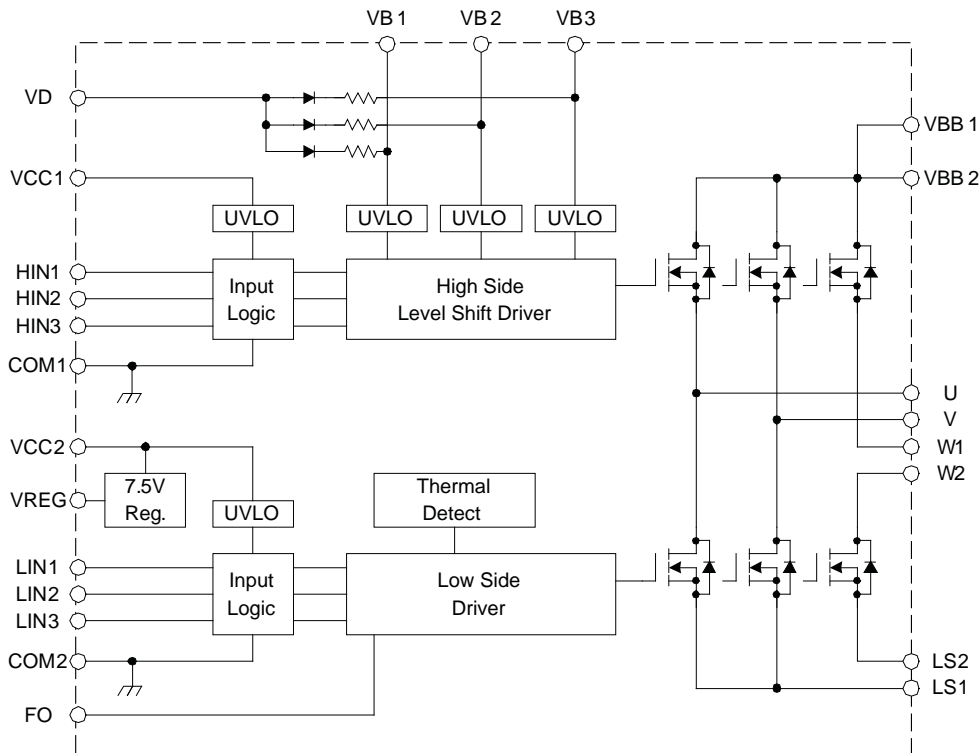 VB1 VB2 VB3
VD
VBB1
VCC1
VBB2
UVLO UVLO UVLO UVLO
HIN1
HIN2
HIN3
Input
Logic
High Side
Level Shift Driver
COM1
U
V
W1
W2
VCC2
VREG
7.5V
Reg.
UVLO
Thermal
Detect
LIN1
LIN2
LIN3
Input
Logic
Low Side
Driver
COM2
LS2
LS1
FO